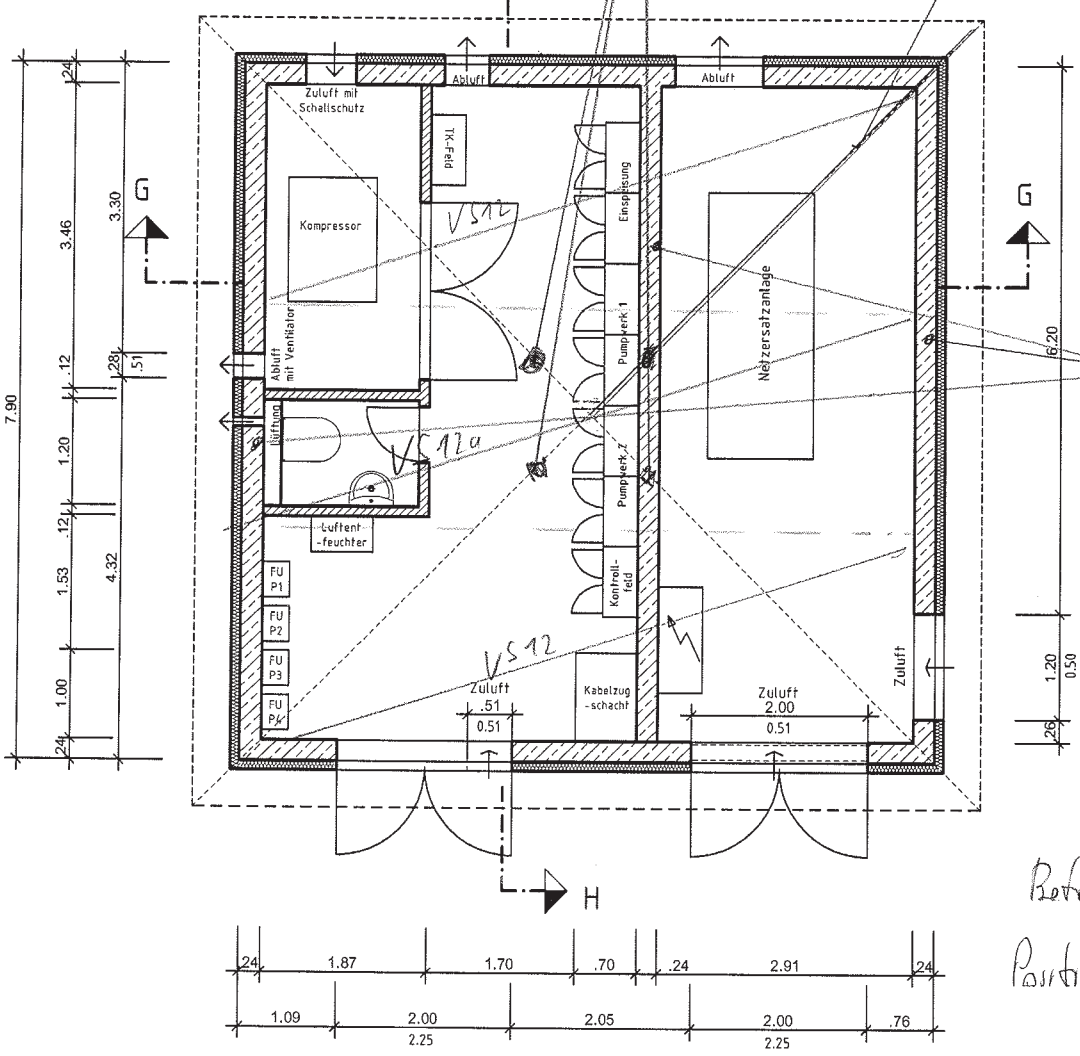 Abluft
Abluft
Zuluft mit
Schallschutz
TK-Feld
Einspeisung
Kompressor
VS12
G
G
Netzersatzanlage
Pumpwerk 1
Abluft
mit Ventilator
Lüftung
VS12a
Pumpwerk 2
Luftent
-feuchter
FU
P1
FU
P2
FU
P3
FU
P4
Kontroll-
feld
VS12
Zuluft
.51
0.51
Kabelzug
-schacht
Zuluft
2.00
0.51
Zuluft
H
7.90
.24
3.46
.12
1.20
.12
1.53
1.00
.24
3.30
.28
.51
4.32
6.20
1.20
0.50
.26
.24
1.87
1.70
.70
.24
2.91
.24
1.09
2.00
2.25
2.05
2.00
2.25
.76